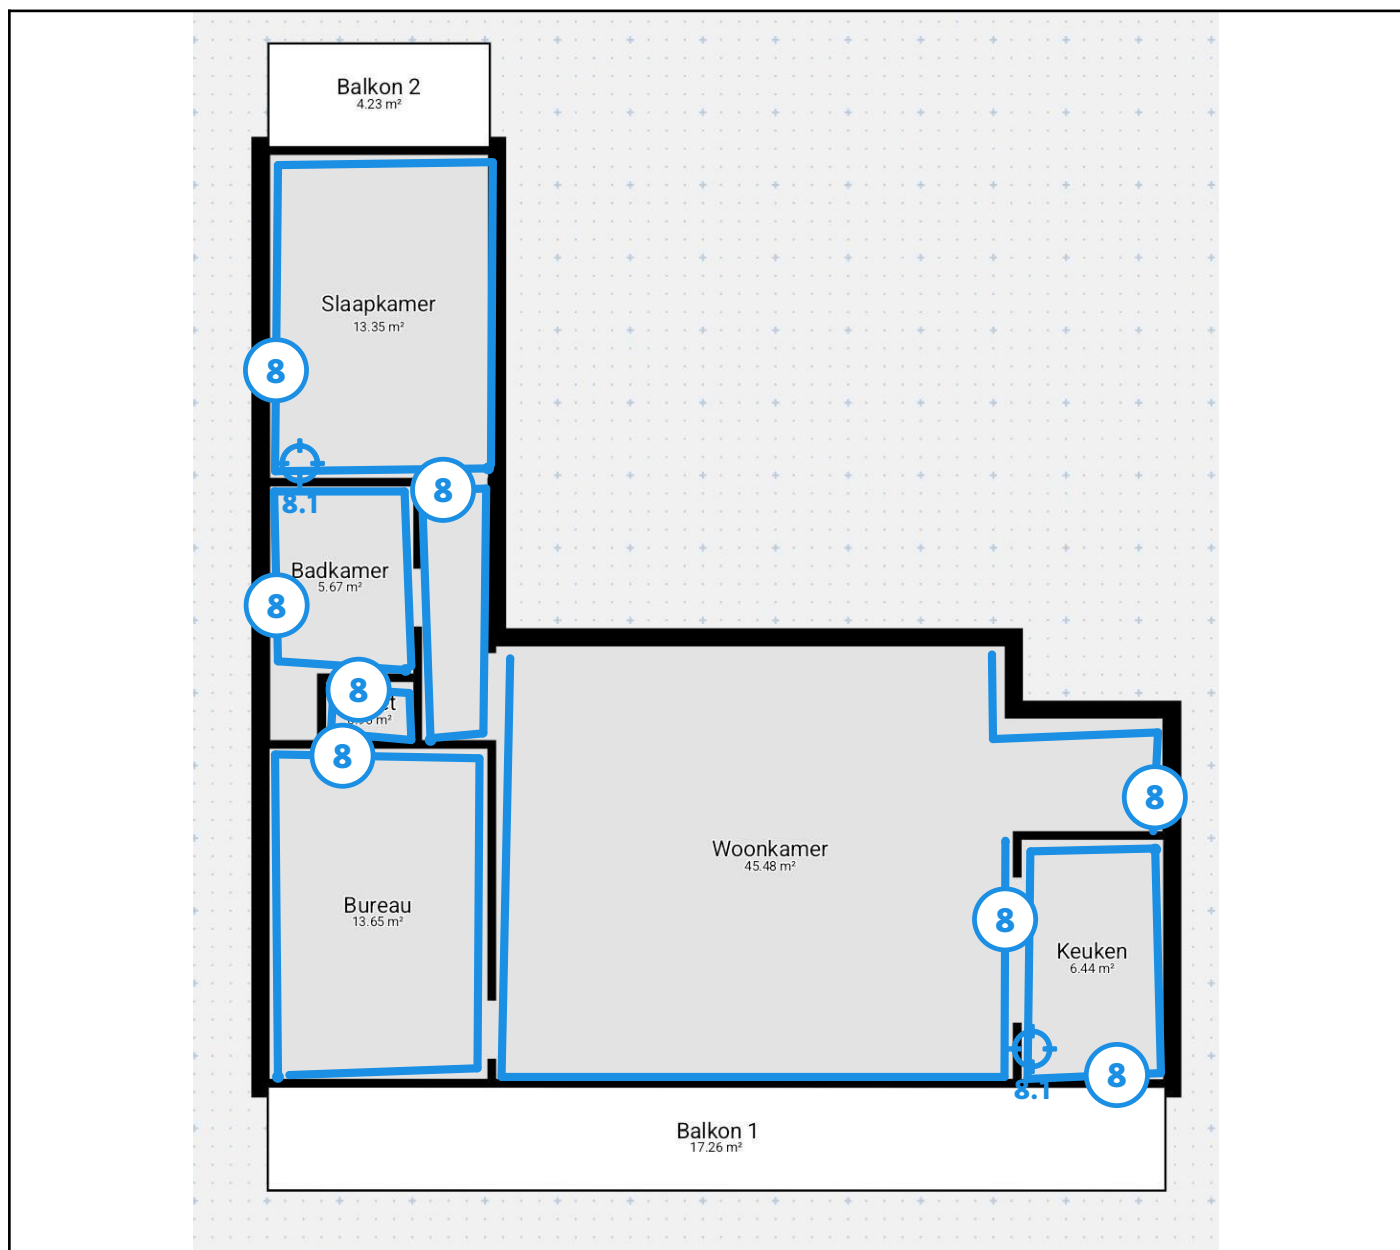 Balkon 2
4.23 m²
Slaapkamer
13.35 m²
8
8
8.1
Badkamer
5.67 m²
8
8
m²
8
8
Woonkamer
45.48 m²
Bureau
13.65 m²
8
Keuken
6.44 m²
8
8.1
Balkon 1
17.26 m²